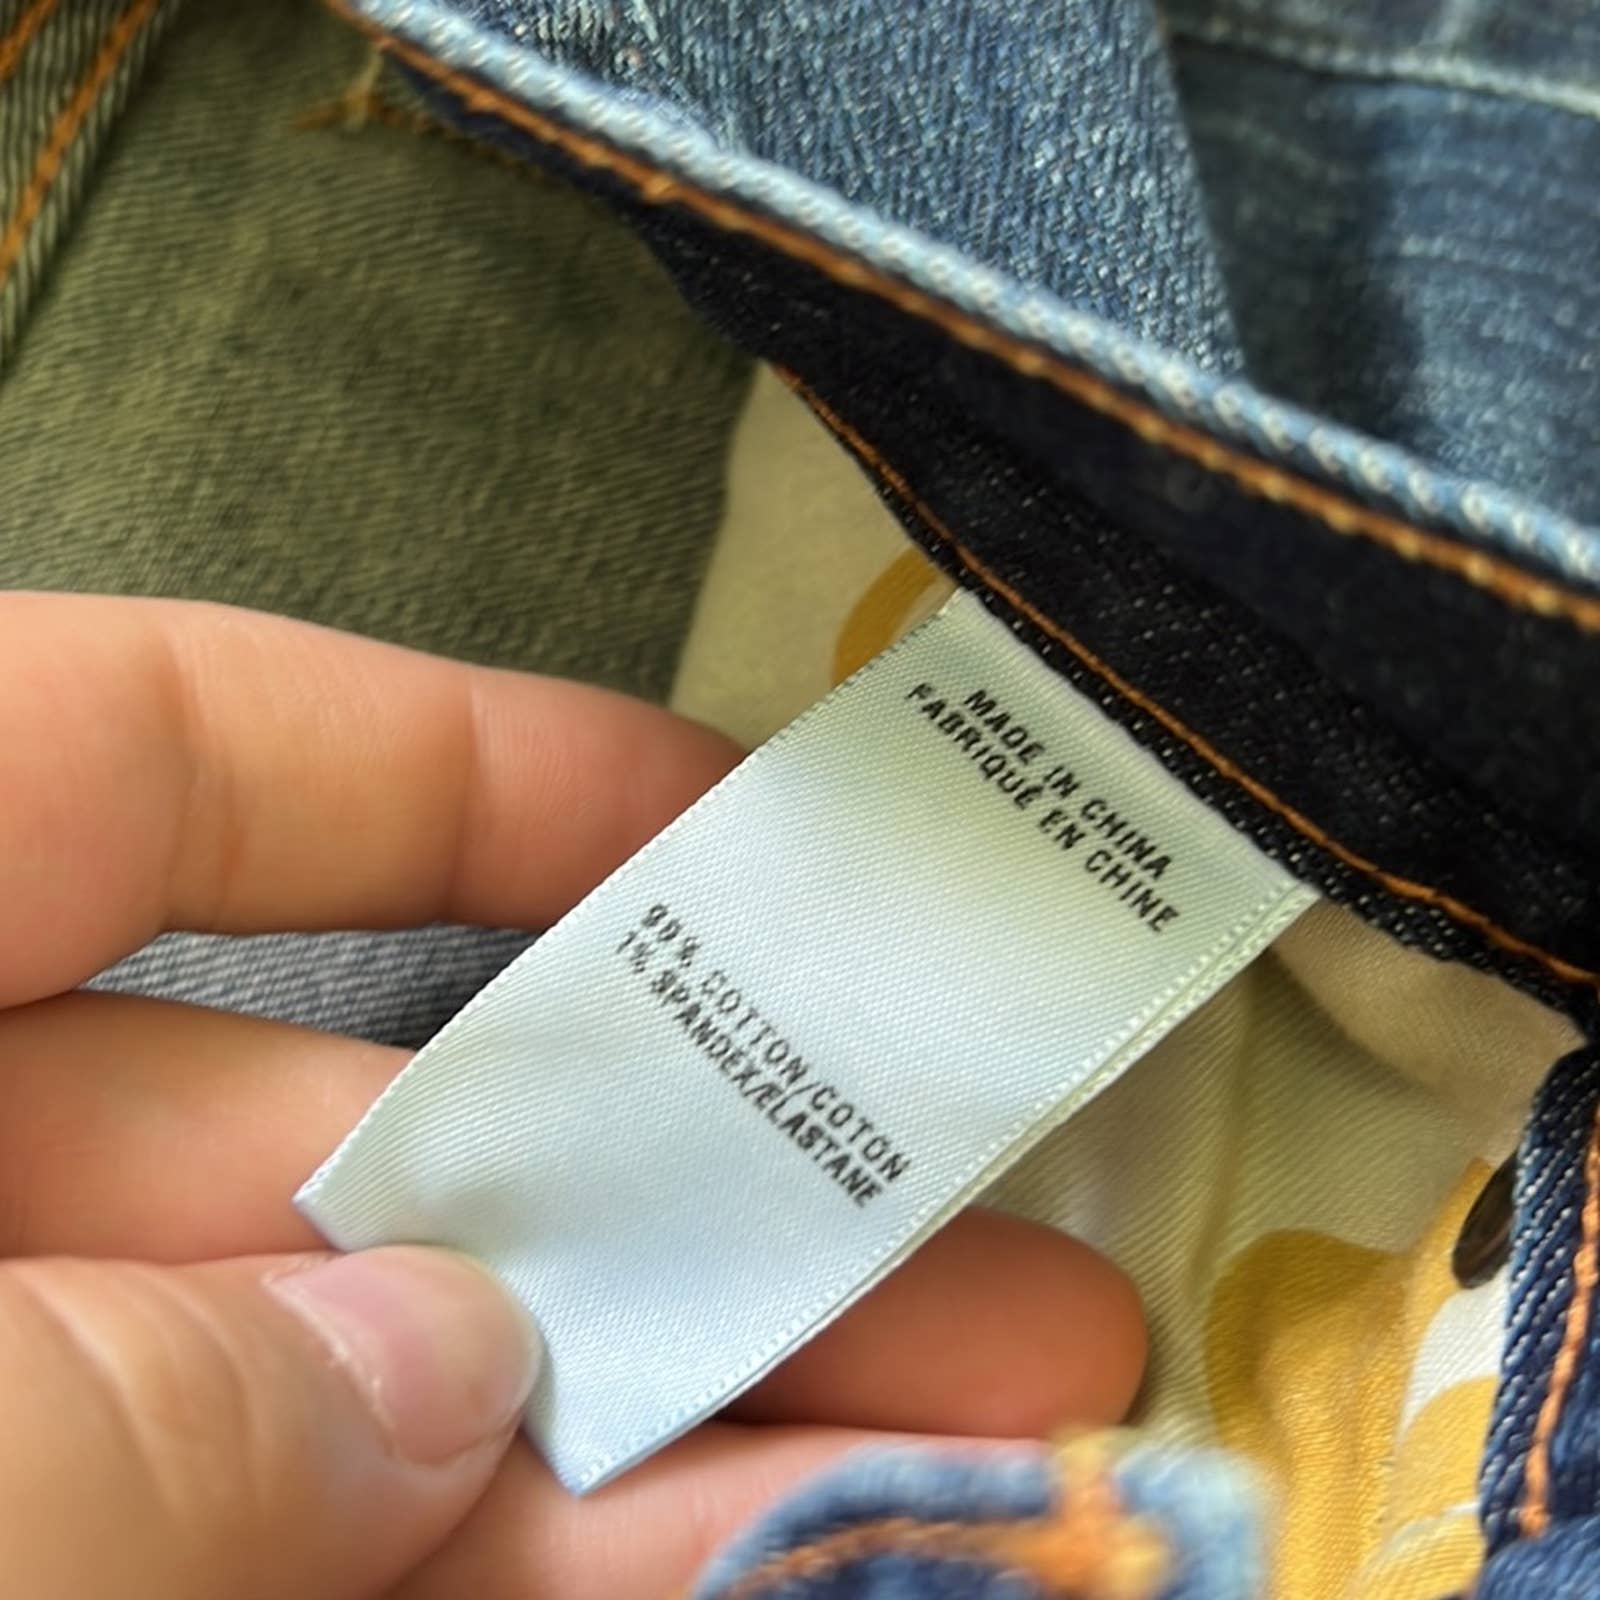 MADE IN CHINA
FABRIQUÉ EN CHINE
99% COTTON/COTON
1% SPANDEX/ÉLASTANE